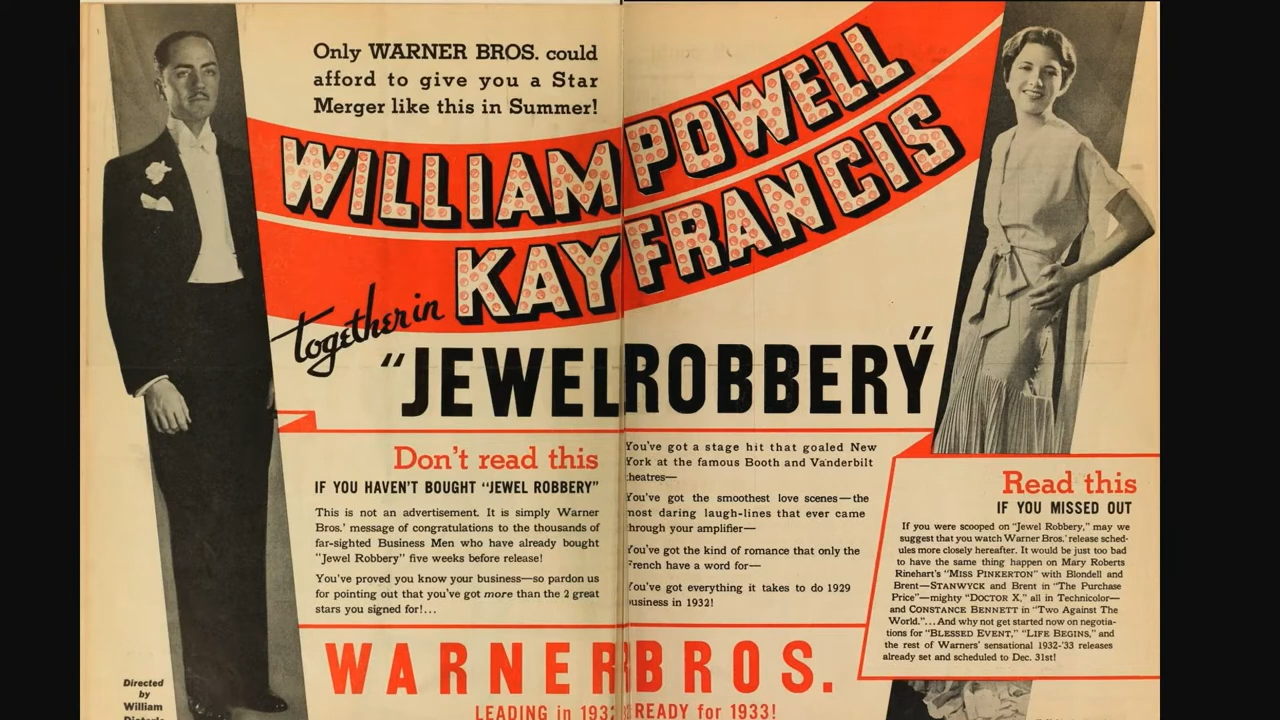 Only WARNER BROS. could
afford to give you a Star
Merger like this in Summer!
WILLIAM POWELL
KAY FRANCIS
together in
"JEWEL ROBBERY"
Don't read this
IF YOU HAVEN'T BOUGHT "JEWEL ROBBERY"
This is not an advertisement. It is simply Warner
Bros.' message of congratulations to the thousands of
far-sighted Business Men who have already bought
"Jewel Robbery" five weeks before release!
You've proved you know your business—so pardon us
for pointing out that you've got more than the 2 great
stars you signed for!...
You've got a stage hit that goaled New
York at the famous Booth and Vanderbilt
theatres—
You've got the smoothest love scenes—the
most daring laugh-lines that ever came
through your amplifier—
You've got the kind of romance that only the
French have a word for—
You've got everything it takes to do 1929
business in 1932!
Read this
IF YOU MISSED OUT
If you were scooped on "Jewel Robbery," may we
suggest that you watch Warner Bros.' release sched-
ules more closely hereafter. It would be just too bad
to have the same thing happen on Mary Roberts
Rinehart's "MISS PINKERTON" with Blondell and
Brent—STANWYCK and Brent in "The Purchase
Price"—mighty "DOCTOR X," all in Technicolor—
and CONSTANCE BENNETT in "Two Against The
World."...And why not get started now on negotia-
tions for "BLESSED EVENT," "LIFE BEGINS," and
the rest of Warners' sensational 1932-'33 releases
already set and scheduled to Dec. 31st!
WARNER BROS.
LEADING in 1932 READY for 1933!
Directed
by
William